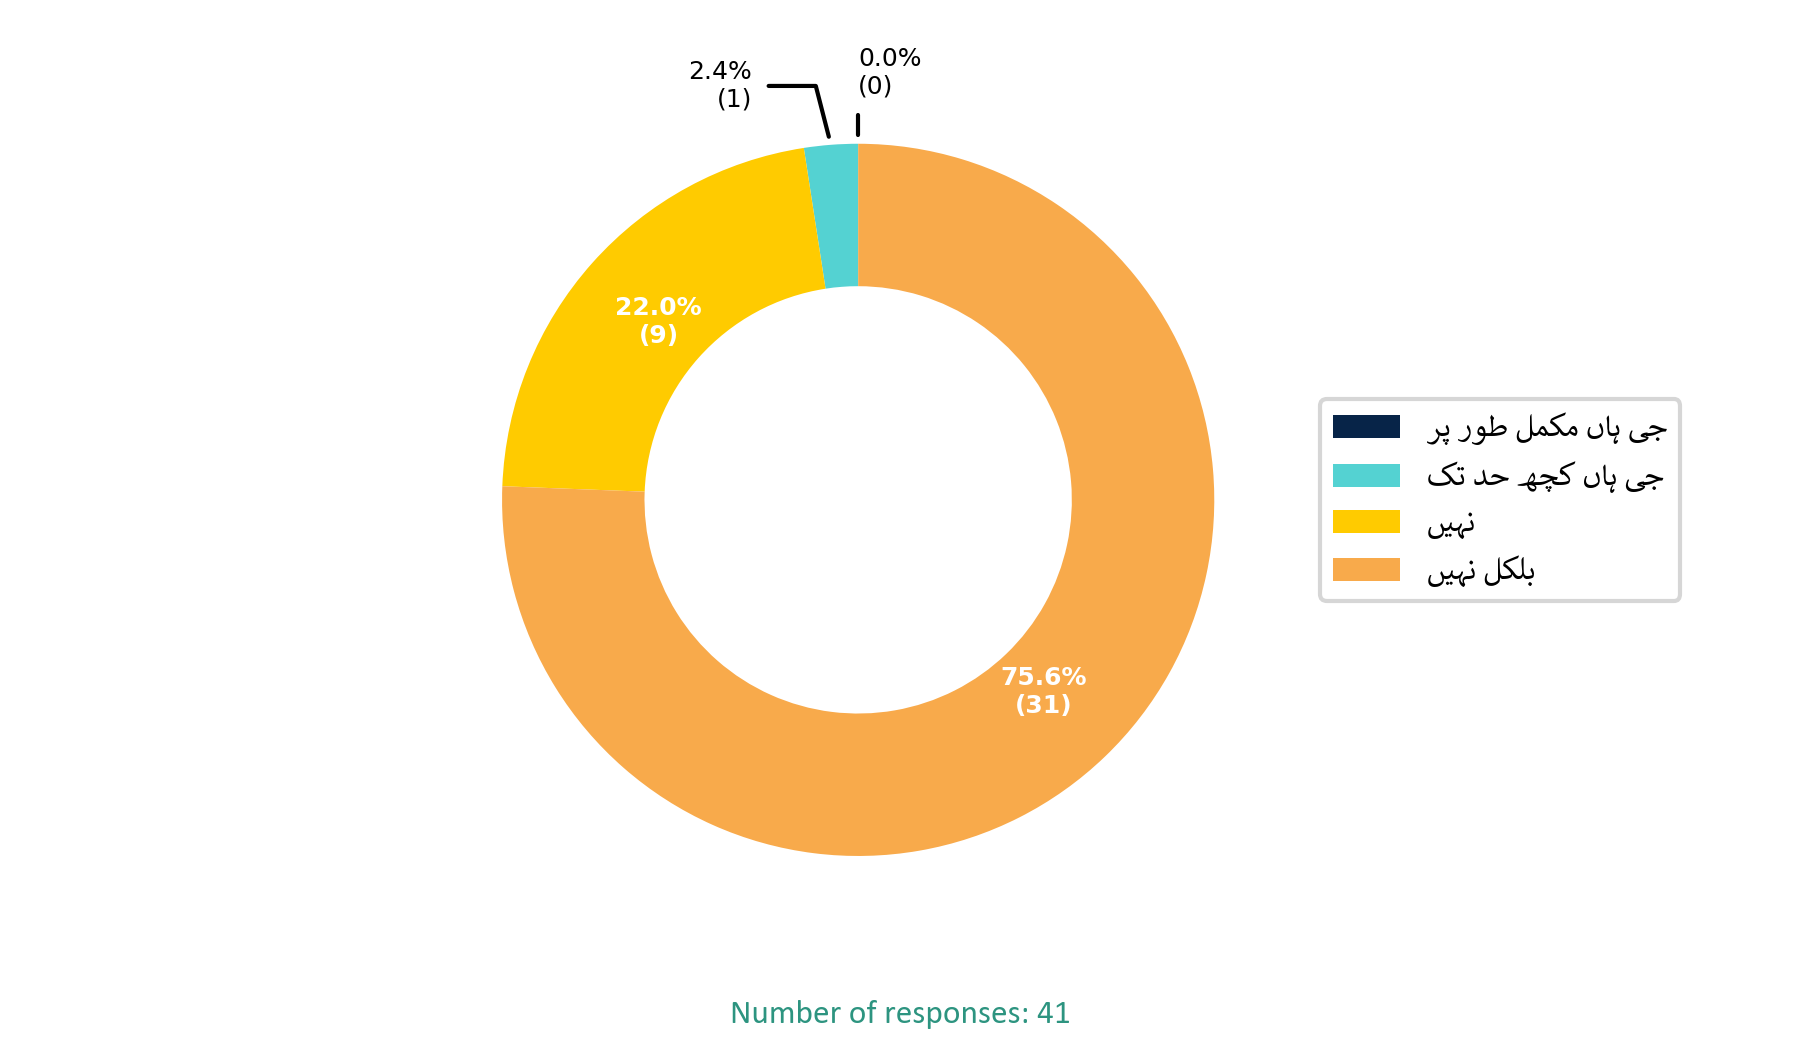 0.0%
(0)
2.4%
(1)
22.0%
(9)
75.6%
(31)
جی ہاں مکمل طور پر
جی ہاں کچھ حد تک
نہیں
بلکل نہیں
Number of responses: 41